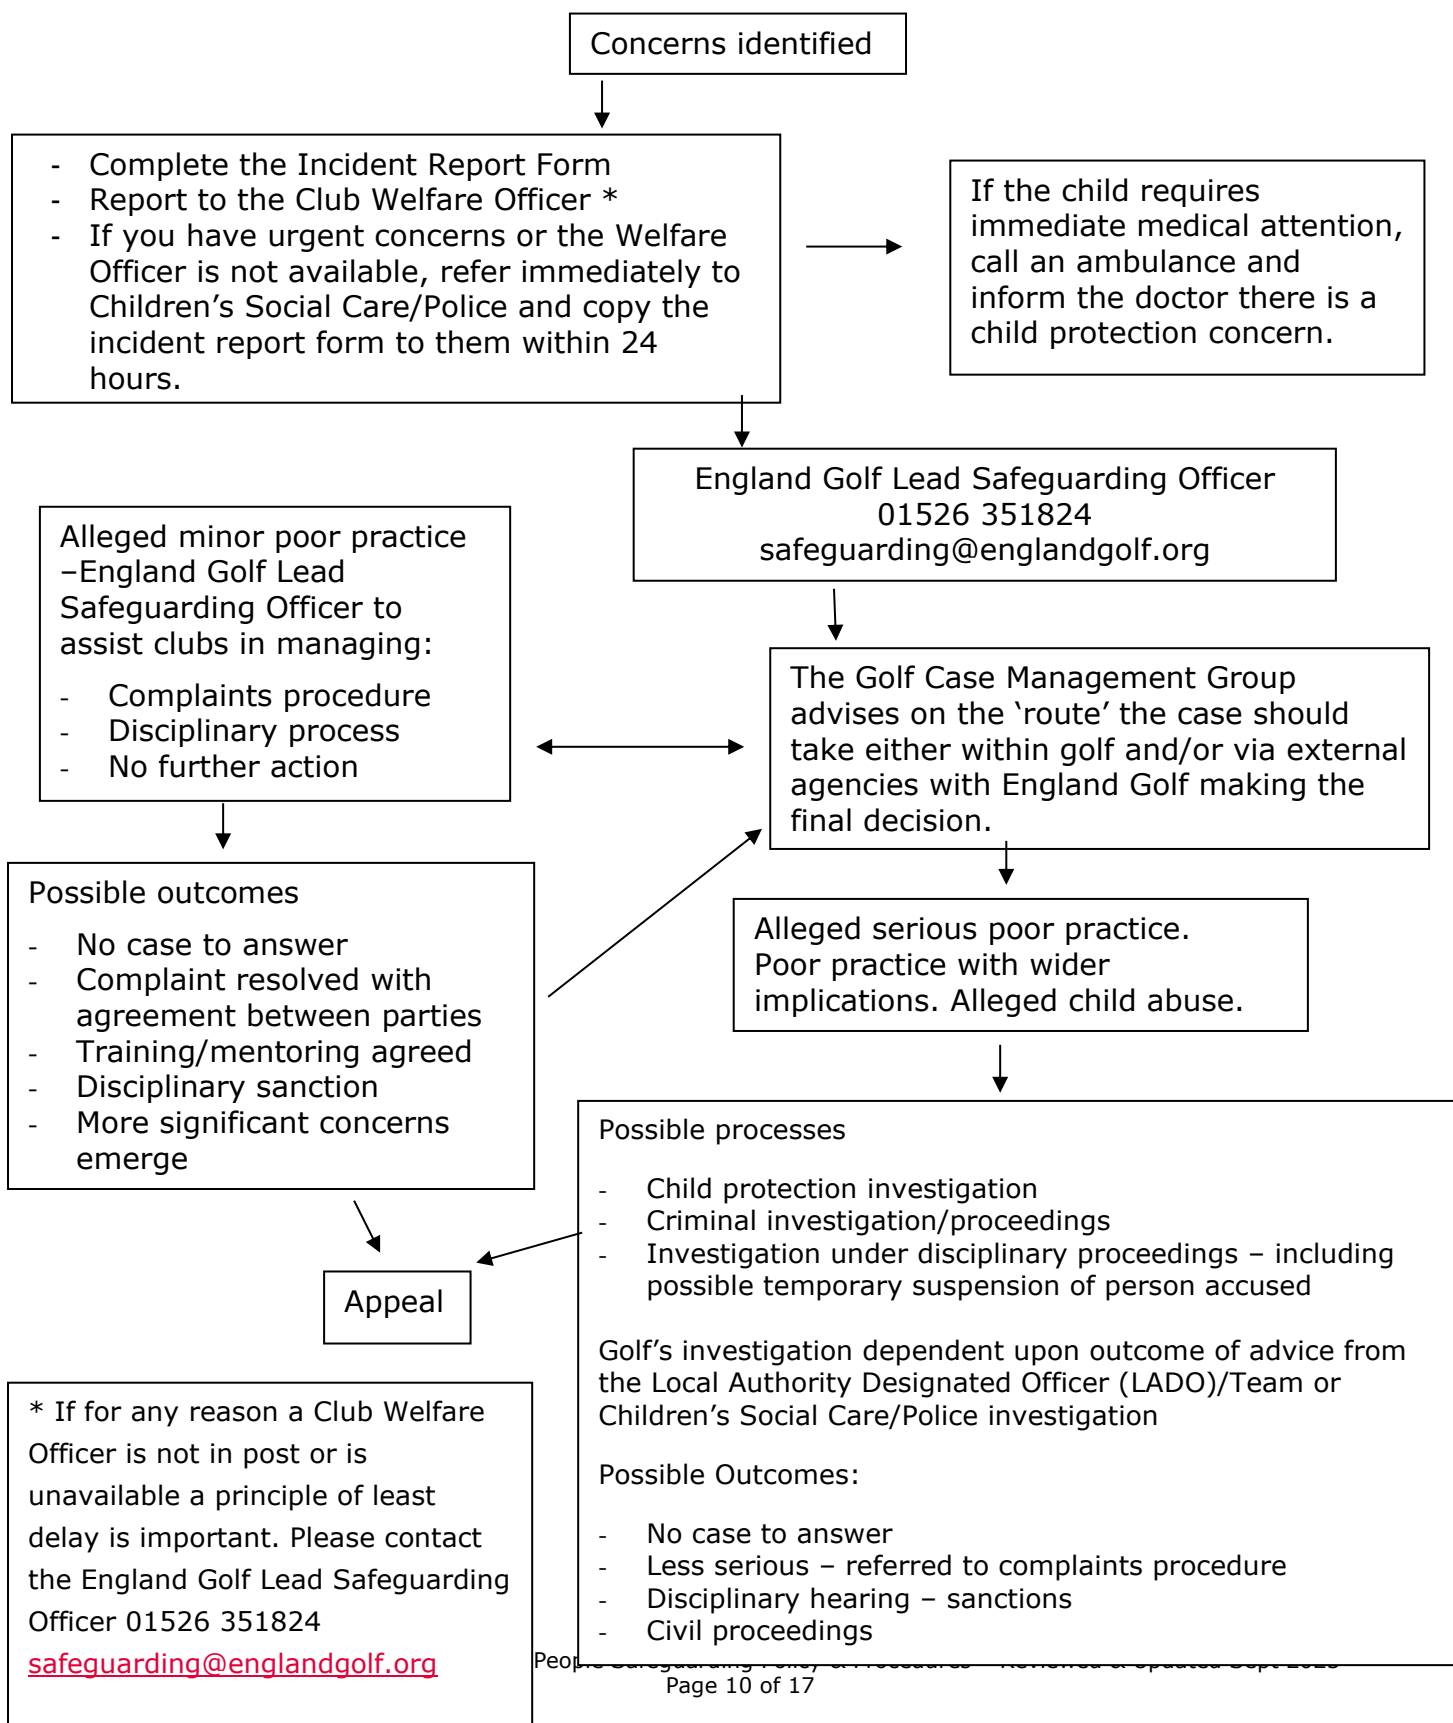 Concerns identified
- Complete the Incident Report Form
- Report to the Club Welfare Officer *
- If you have urgent concerns or the Welfare
Officer is not available, refer immediately to
Children’s Social Care/Police and copy the
incident report form to them within 24
hours.
If the child requires
immediate medical attention,
call an ambulance and
inform the doctor there is a
child protection concern.
England Golf Lead Safeguarding Officer
01526 351824
safeguarding@englandgolf.org
Alleged minor poor practice
–England Golf Lead
Safeguarding Officer to
assist clubs in managing:
- Complaints procedure
- Disciplinary process
- No further action
The Golf Case Management Group
advises on the ‘route’ the case should
take either within golf and/or via external
agencies with England Golf making the
final decision.
Possible outcomes
- No case to answer
- Complaint resolved with
agreement between parties
- Training/mentoring agreed
- Disciplinary sanction
- More significant concerns
emerge
Alleged serious poor practice.
Poor practice with wider
implications. Alleged child abuse.
Possible processes
- Child protection investigation
- Criminal investigation/proceedings
- Investigation under disciplinary proceedings – including
possible temporary suspension of person accused
Golf’s investigation dependent upon outcome of advice from
the Local Authority Designated Officer (LADO)/Team or
Children’s Social Care/Police investigation
Possible Outcomes:
- No case to answer
- Less serious – referred to complaints procedure
- Disciplinary hearing – sanctions
- Civil proceedings
Appeal
* If for any reason a Club Welfare
Officer is not in post or is
unavailable a principle of least
delay is important. Please contact
the England Golf Lead Safeguarding
Officer 01526 351824
safeguarding@englandgolf.org
People Safeguarding Policy & Procedures Reviewed & Updated Sept
Page 10 of 17